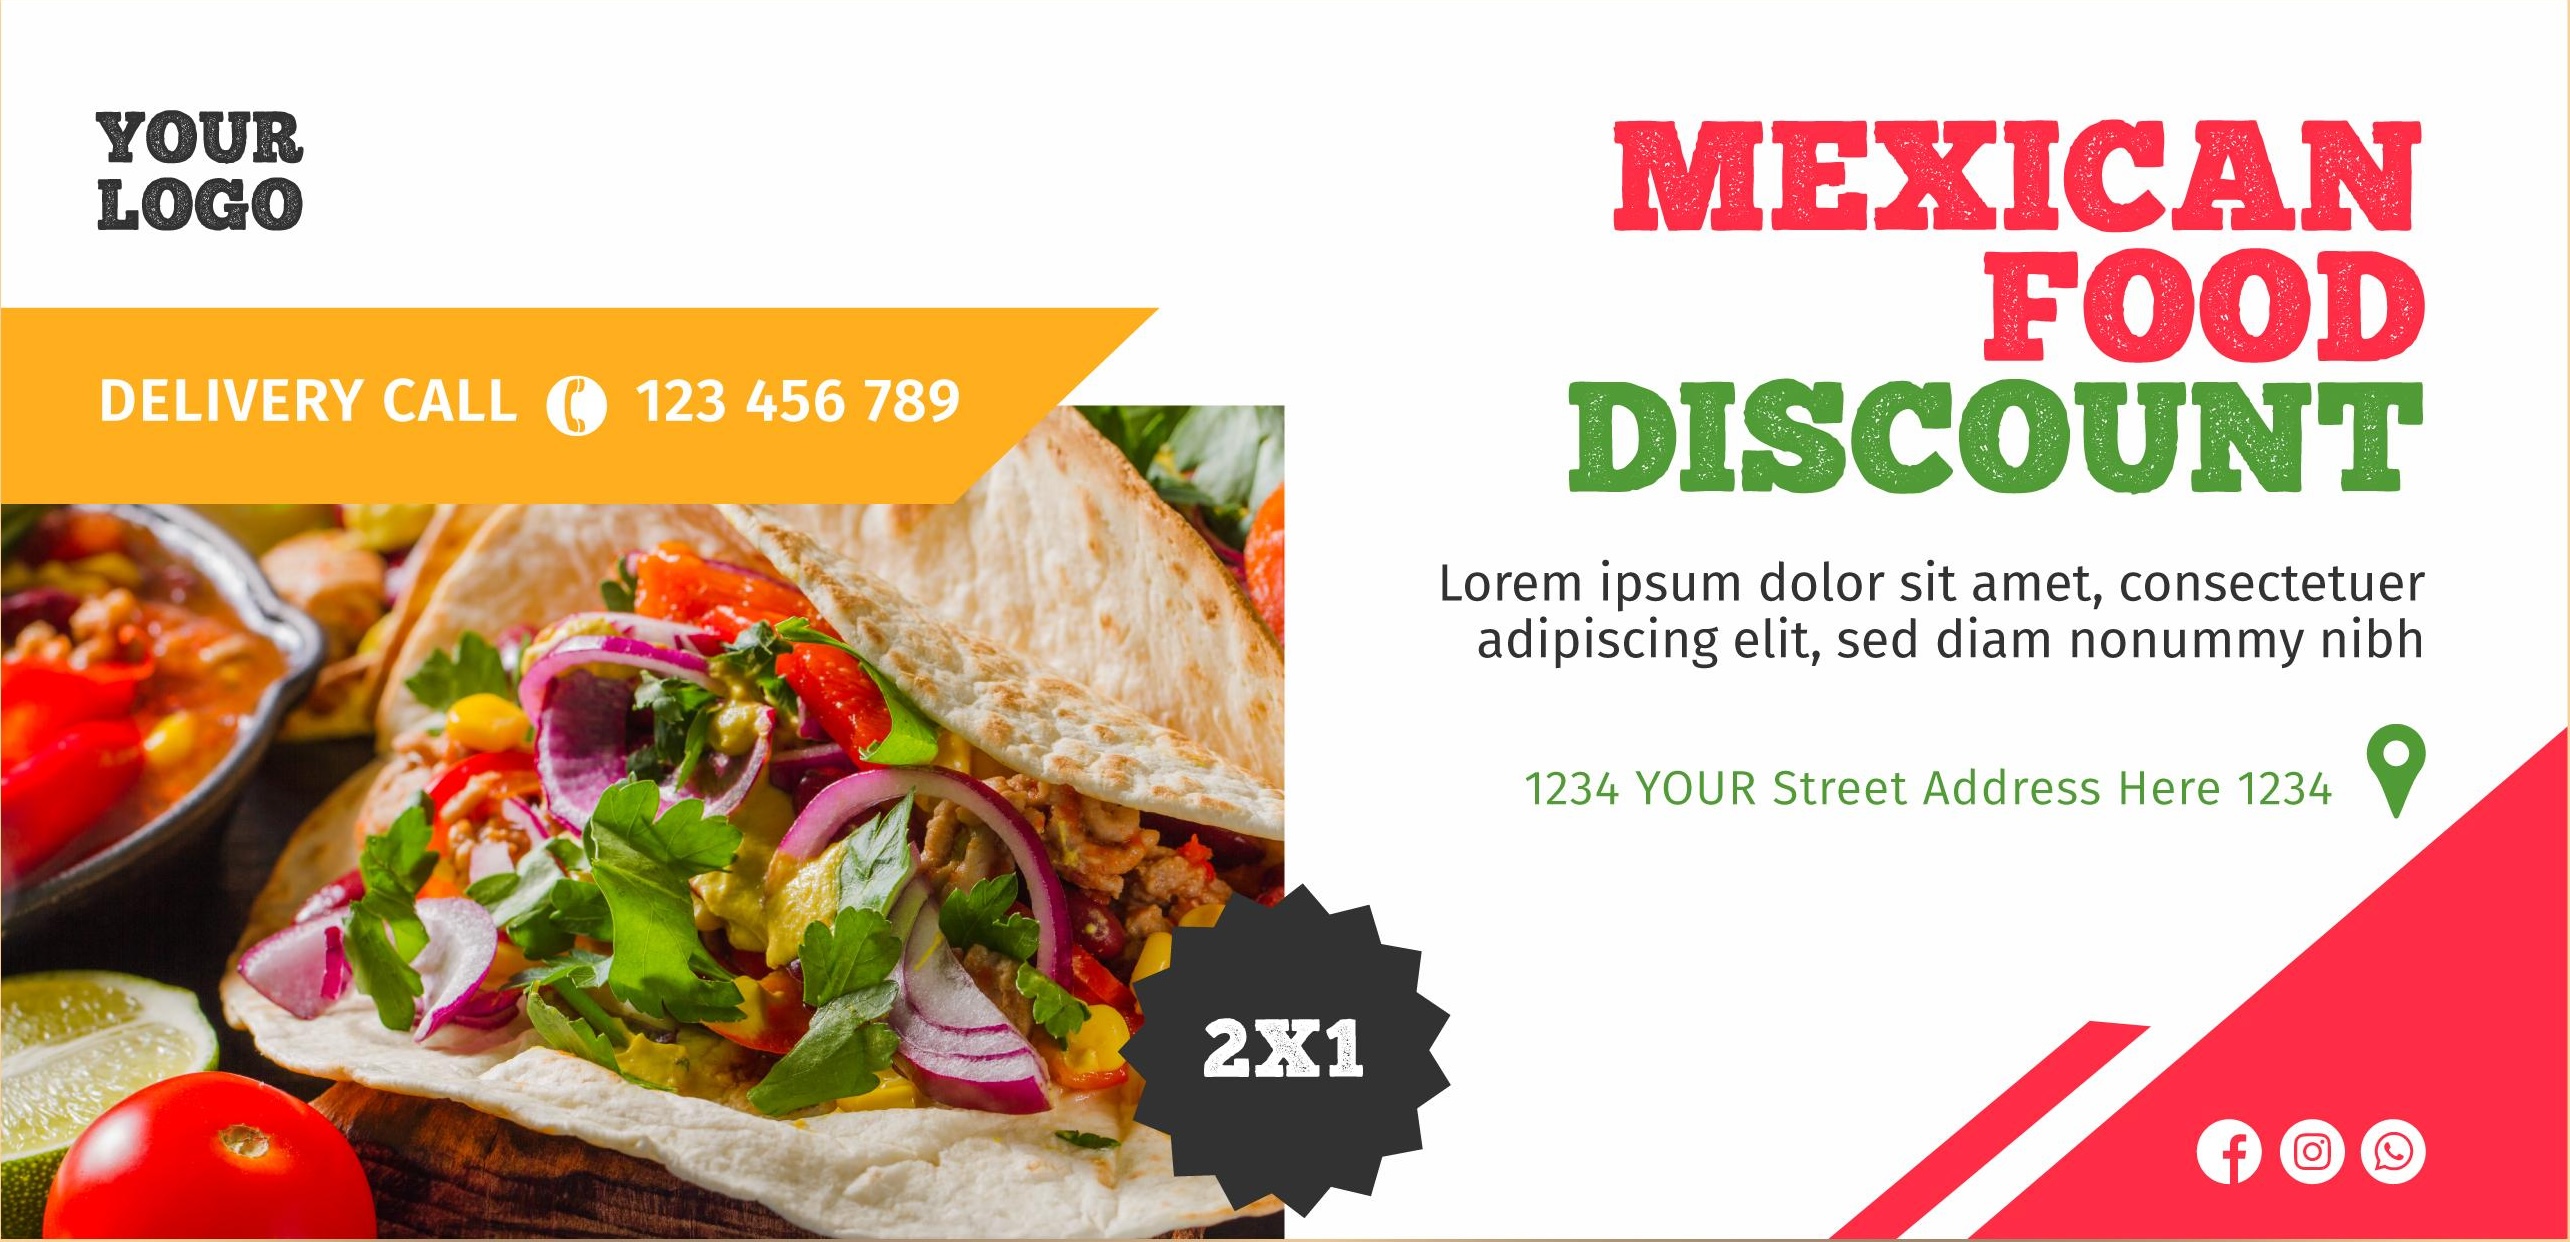 YOUR
LOGO
DELIVERY CALL 123 456 789
MEXICAN
FOOD
DISCOUNT
Lorem ipsum dolor sit amet, consectetuer
adipiscing elit, sed diam nonummy nibh
1234 YOUR Street Address Here 1234
2X1